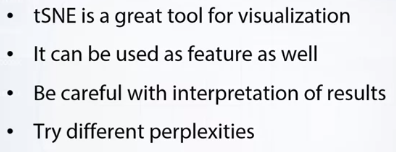 • tSNE is a great tool for visualization
• It can be used as feature as well
• Be careful with interpretation of results
• Try different perplexities